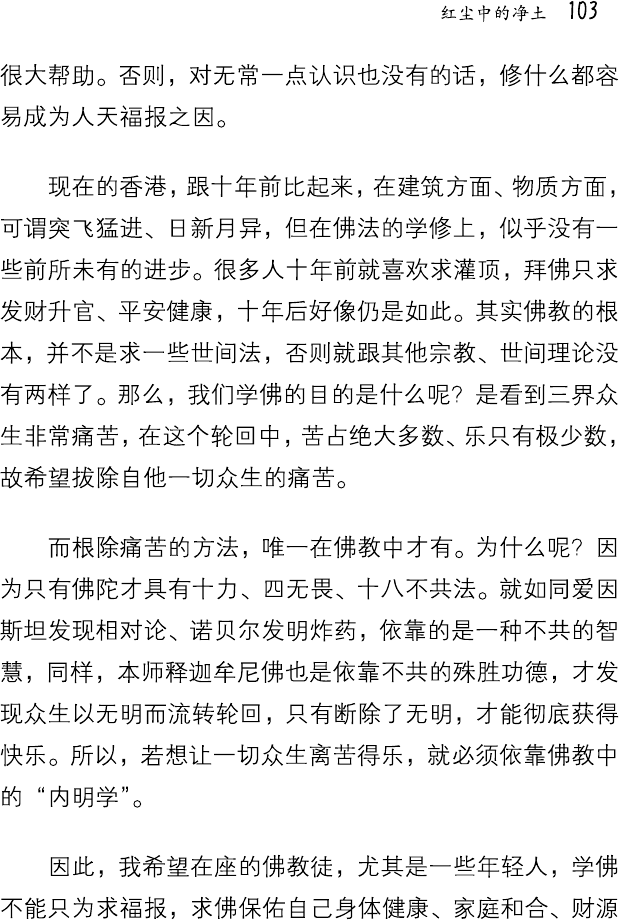 红尘中的净土 103
很大帮助。否则，对无常一点认识也没有的话，修什么都容
易成为人天福报之因。
现在的香港，跟十年前比起来，在建筑方面、物质方面，
可谓突飞猛进、日新月异，但在佛法的学修上，似乎没有一
些前所未有的进步。很多人十年前就喜欢求灌顶，拜佛只求
发财升官、平安健康，十年后好像仍是如此。其实佛教的根
本，并不是求一些世间法，否则就跟其他宗教、世间理论没
有两样了。那么，我们学佛的目的是什么呢？是看到三界众
生非常痛苦，在这个轮回中，苦占绝大多数、乐只有极少数，
故希望拔除自他一切众生的痛苦。
而根除痛苦的方法，唯一在佛教中才有。为什么呢？因
为只有佛陀才具有十力、四无畏、十八不共法。就如同爱因
斯坦发现相对论、诺贝尔发明炸药，依靠的是一种不共的智
慧，同样，本师释迦牟尼佛也是依靠不共的殊胜功德，才发
现众生以无明而流转轮回，只有断除了无明，才能彻底获得
快乐。所以，若想让一切众生离苦得乐，就必须依靠佛教中
的“内明学”。
因此，我希望在座的佛教徒，尤其是一些年轻人，学佛
不能只为求福报，求佛保佑自己身体健康、家庭和合、财源